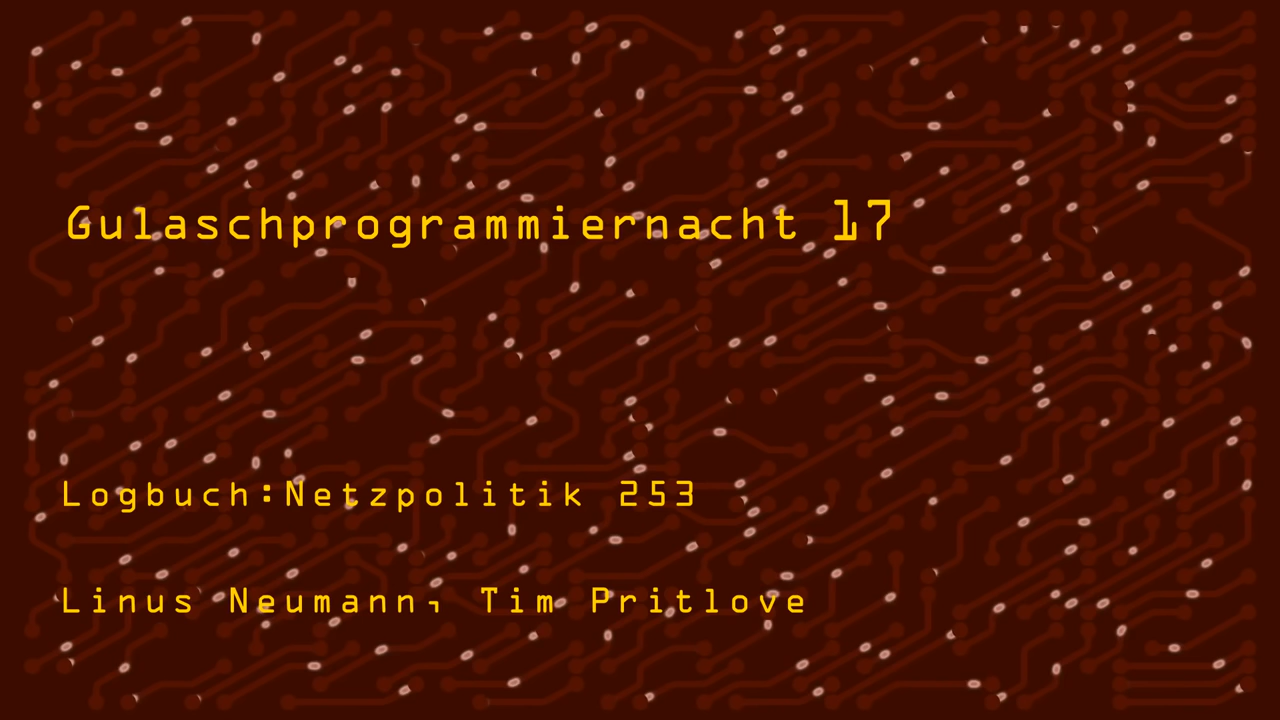 Gulaschprogrammiernacht 17
Logbuch:Netzpolitik 253
Linus Neumann, Tim Pritlove